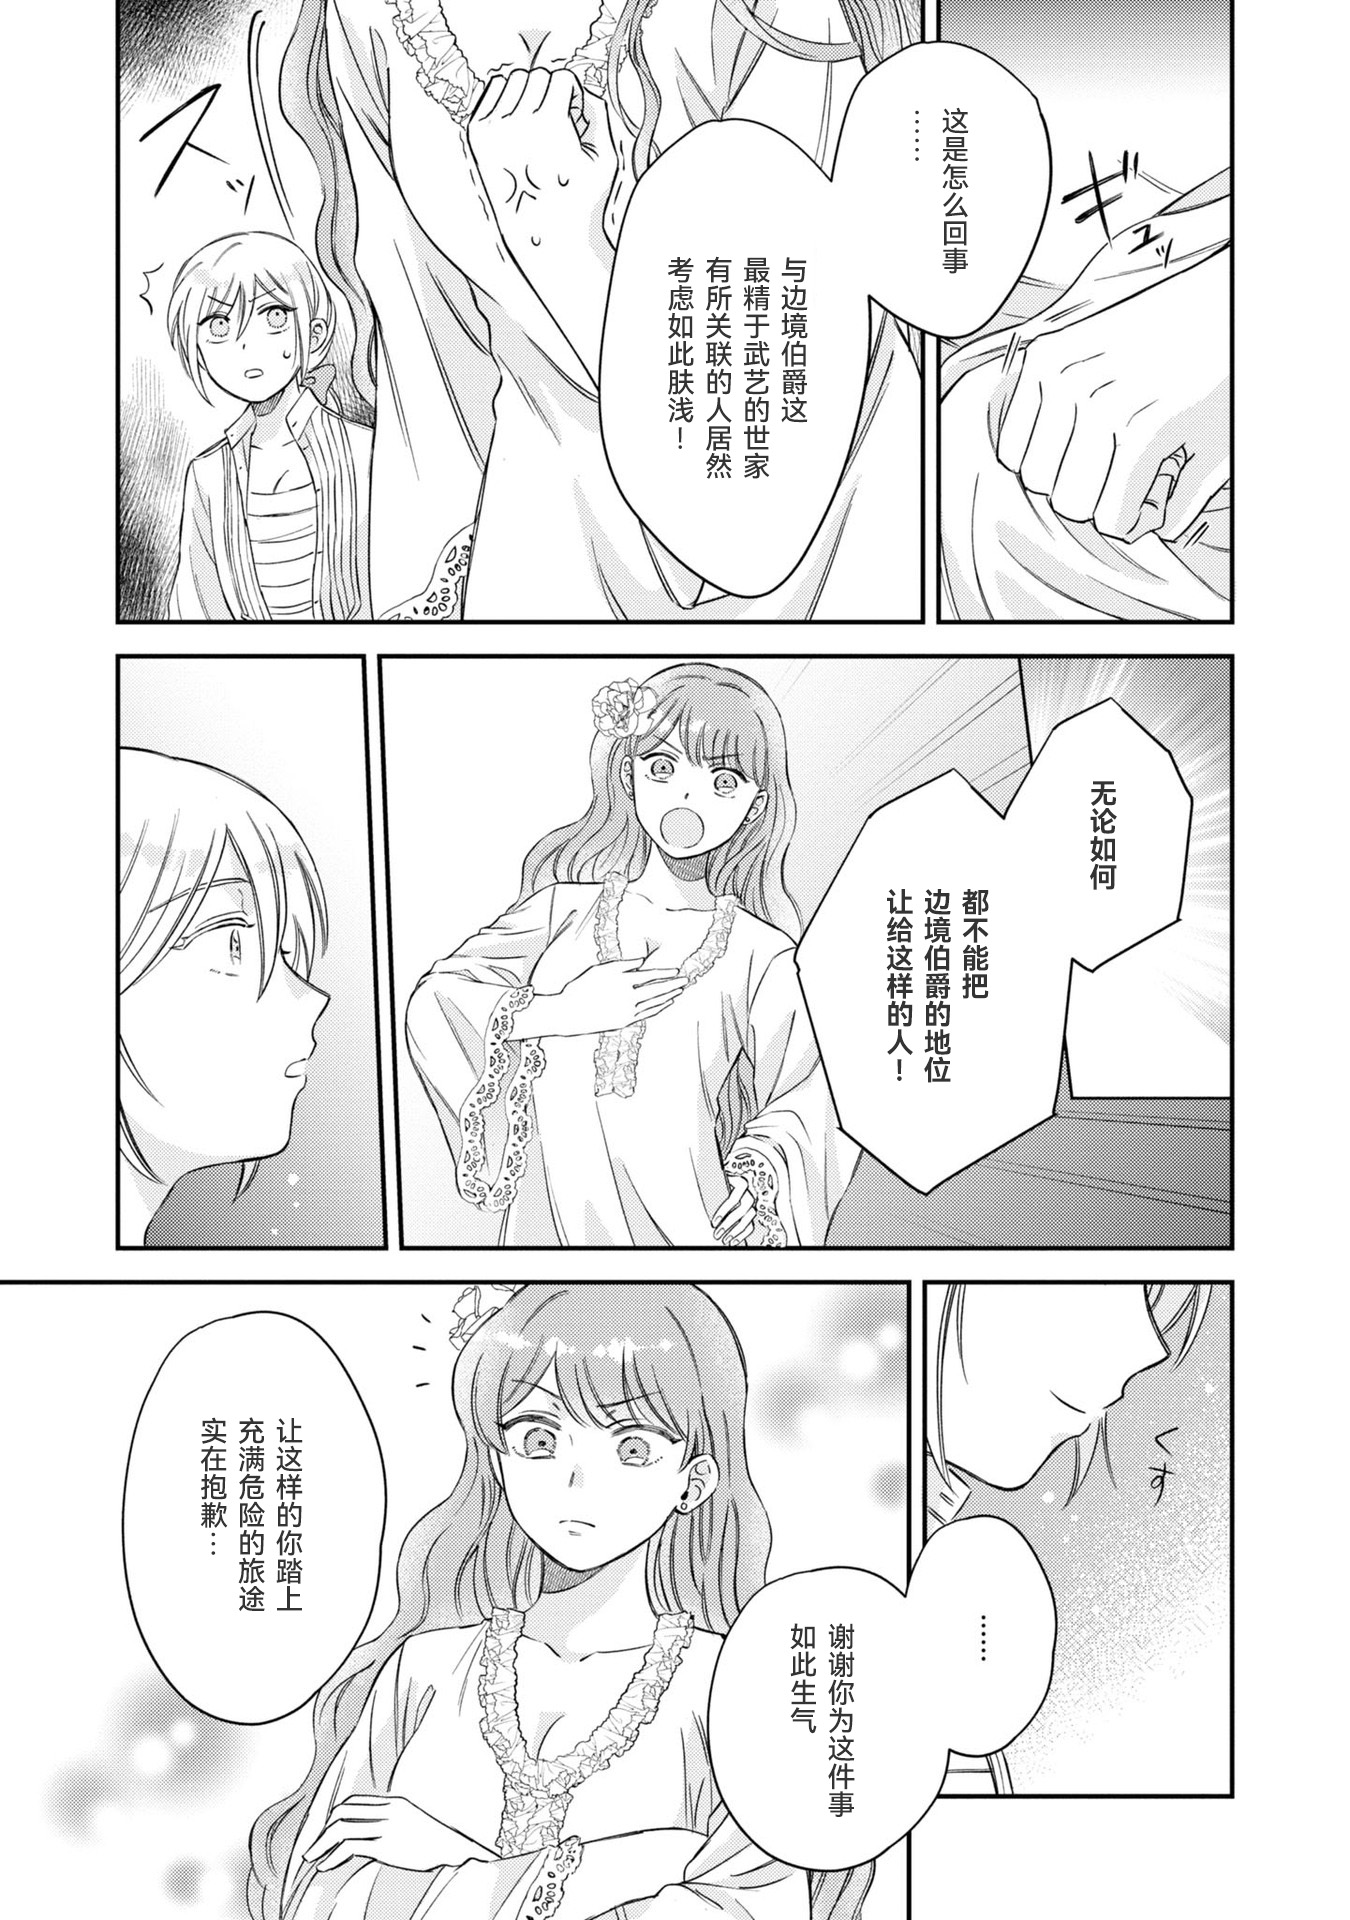 这是怎么回事
……
与边境伯爵这
最精于武艺的世家
有所关联的人居然
考虑如此肤浅！
ギュッ
スッ
无论如何
都不能把
边境伯爵的地位
让给这样的人！
くす
……
谢谢你为这件事
如此生气
让这样的你踏上
充满危险的旅途
实在抱歉…